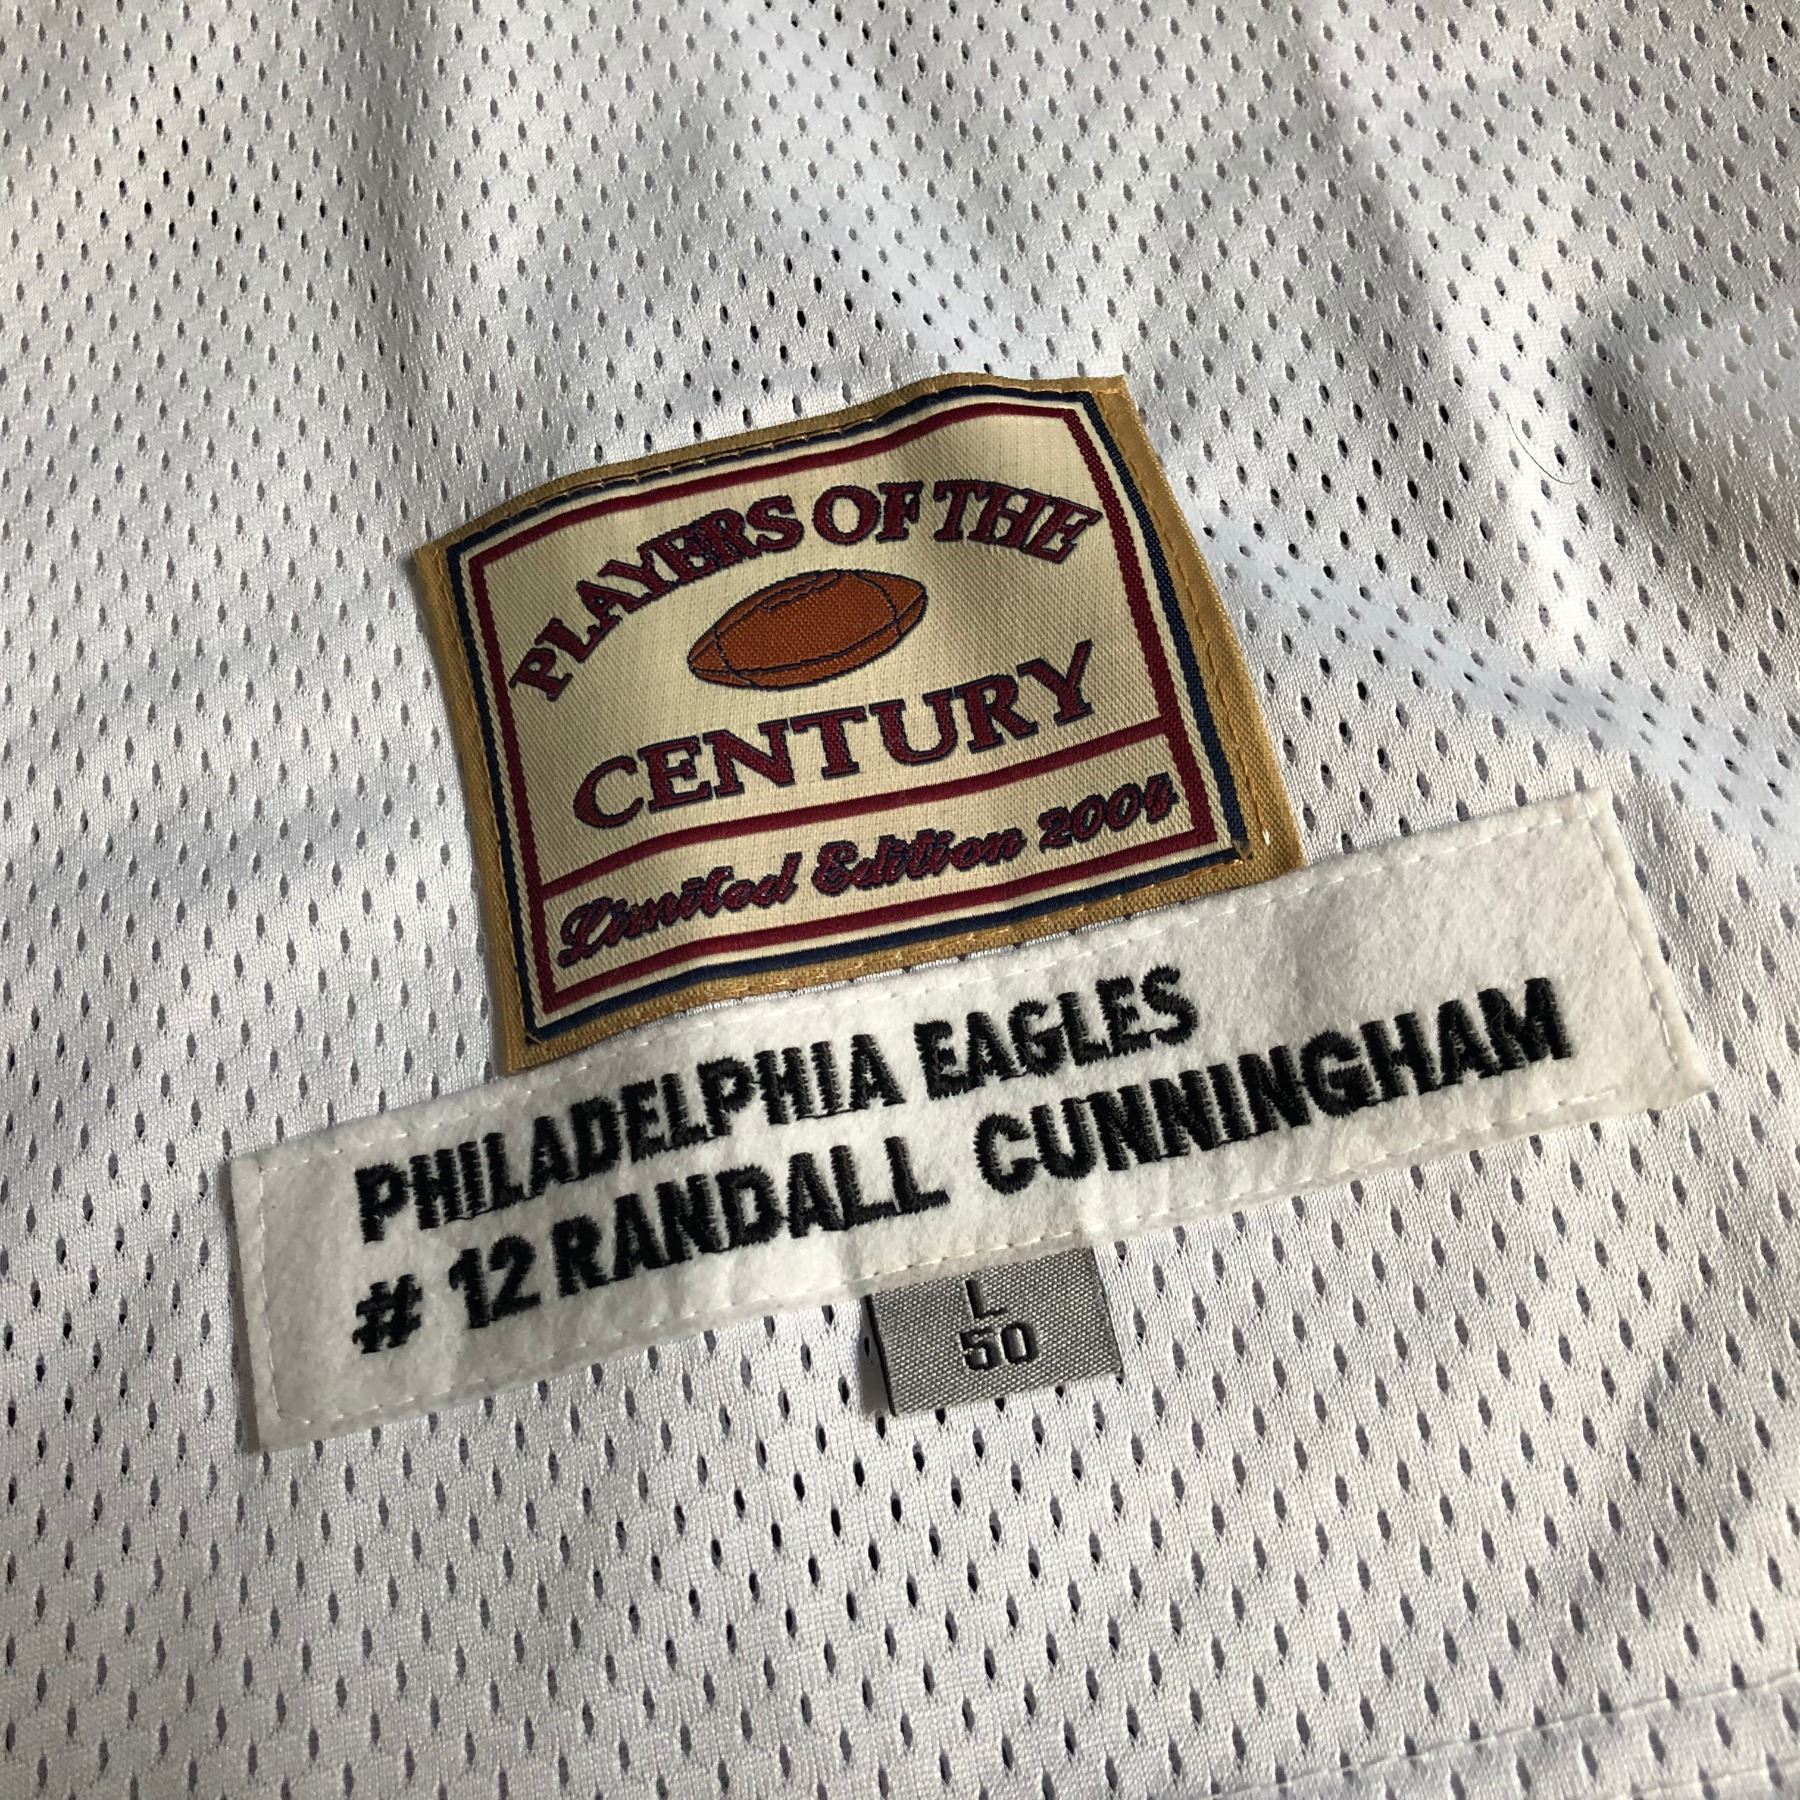 PLAYERS OF THE
CENTURY
Limited Edition 2004
PHILADELPHIA EAGLES
# 12 RANDALL CUNNINGHAM
L
50